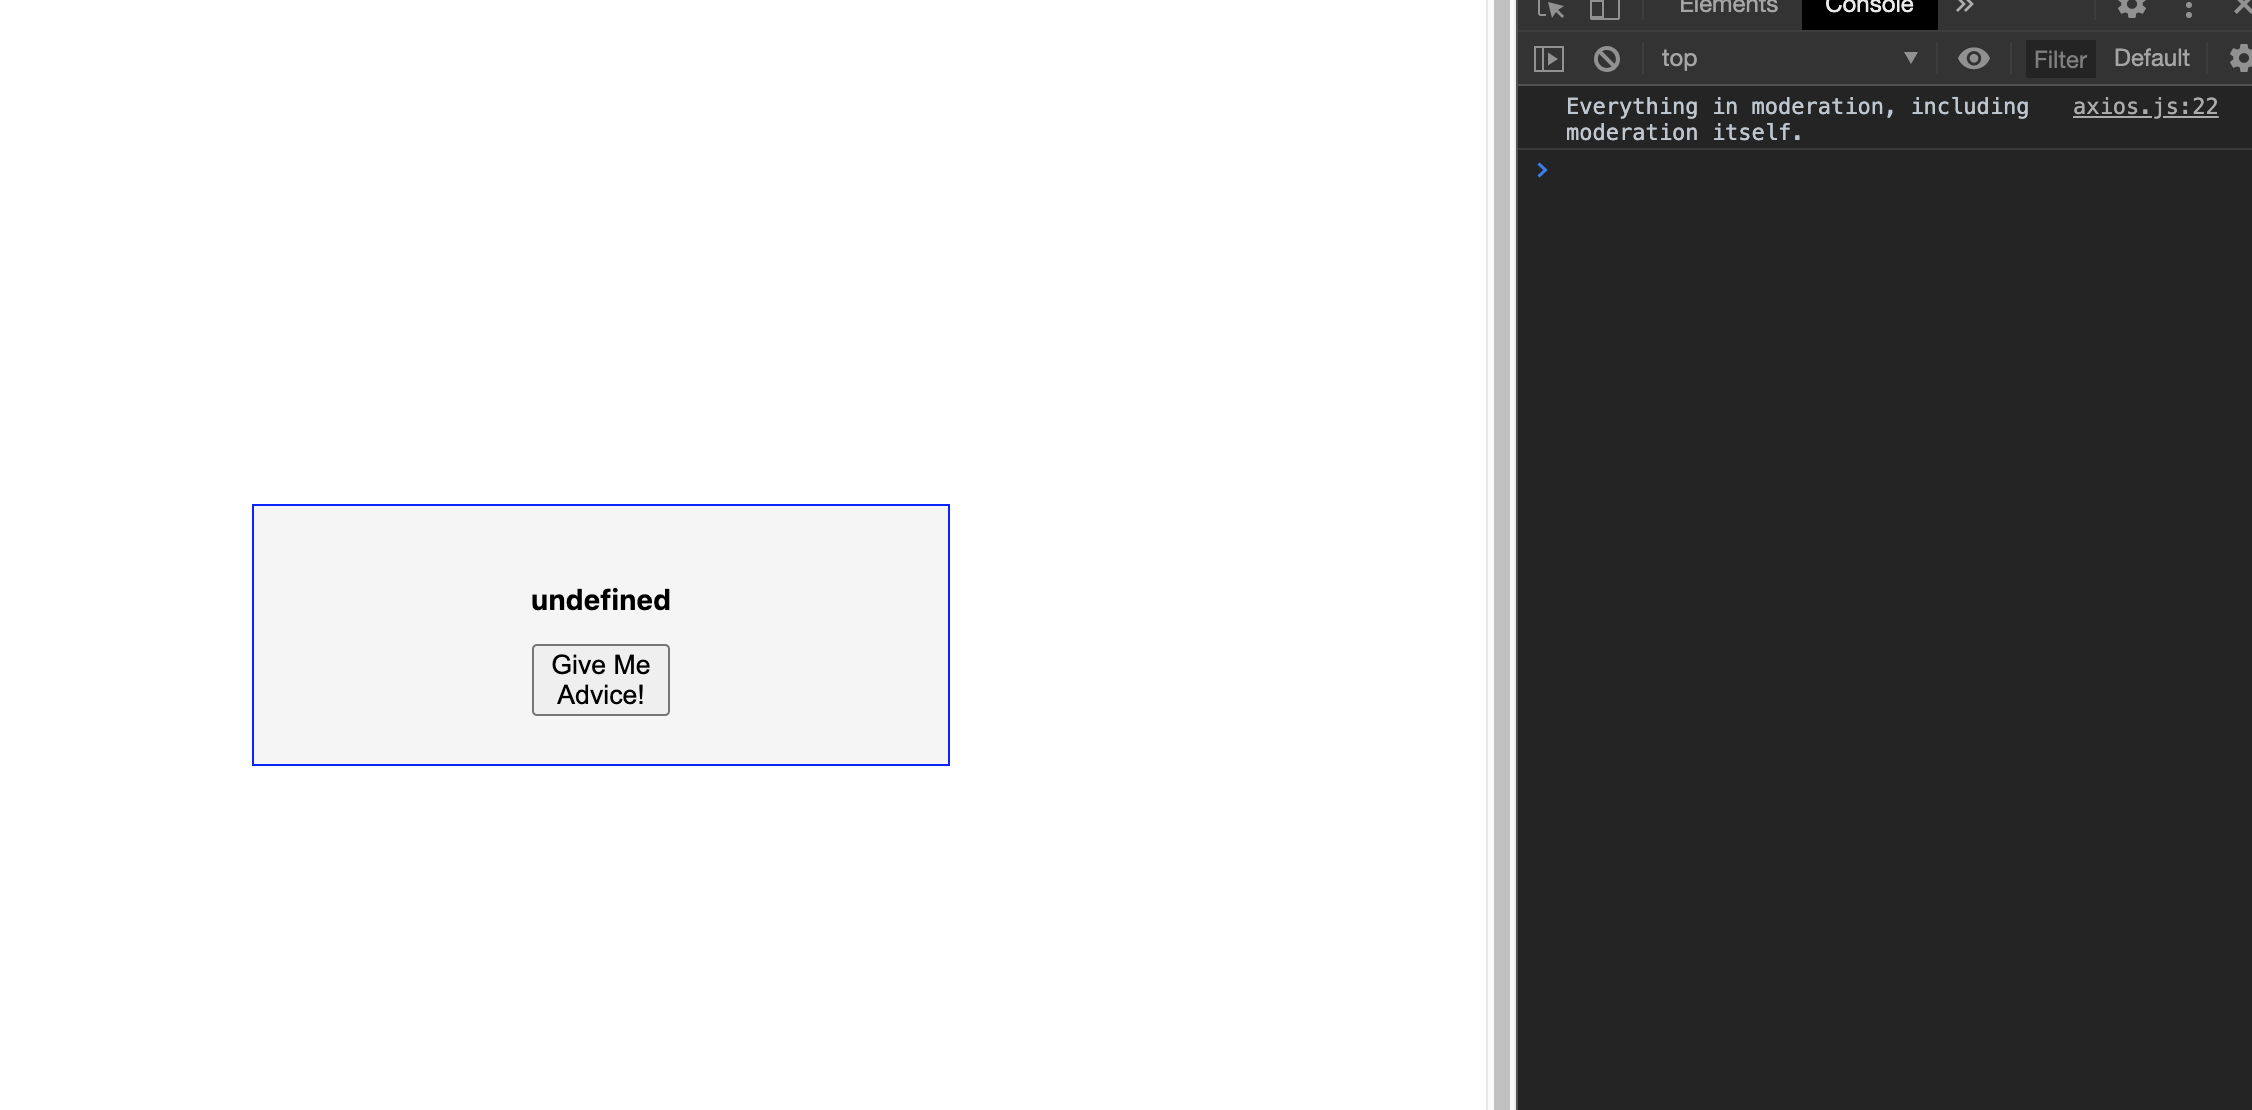 undefined
Give Me
Advice!
Elements Console
top Filter Default
Everything in moderation, including axios.js:22
moderation itself.